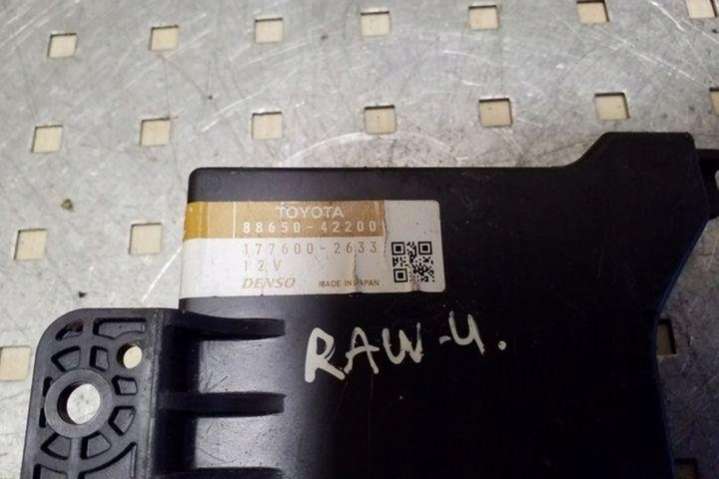 TOYOTA
88650-42200
177600-2633
12V
DENSO MADE IN JAPAN
RAW-4.